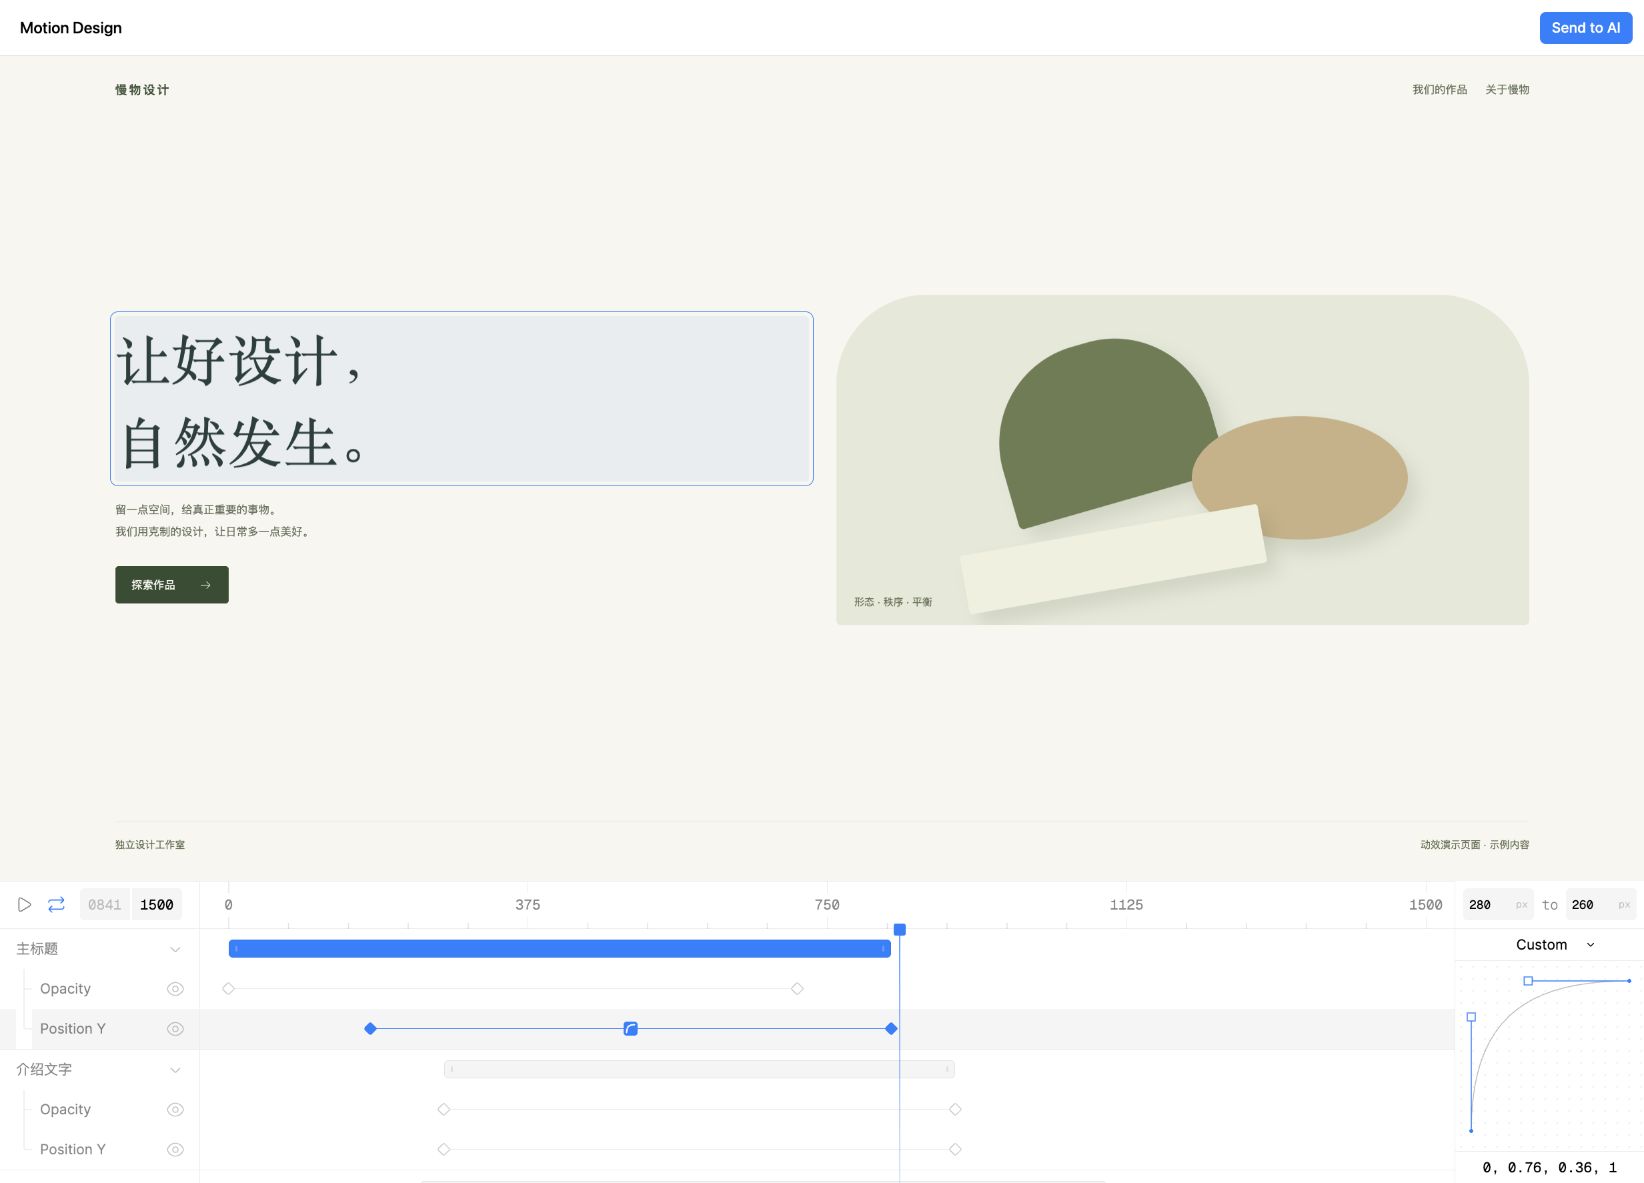 Motion Design
Send to AI
慢物设计
我们的作品
关于慢物
让好设计，
自然发生。
留一点空间，给真正重要的事物。
我们用克制的设计，让日常多一点美好。
探索作品 →
形态 · 秩序 · 平衡
独立设计工作室
动效演示页面 · 示例内容
0841
1500
0
375
750
1125
1500
280 px to 260 px
主标题
Custom
Opacity
Position Y
介绍文字
Opacity
Position Y
0, 0.76, 0.36, 1